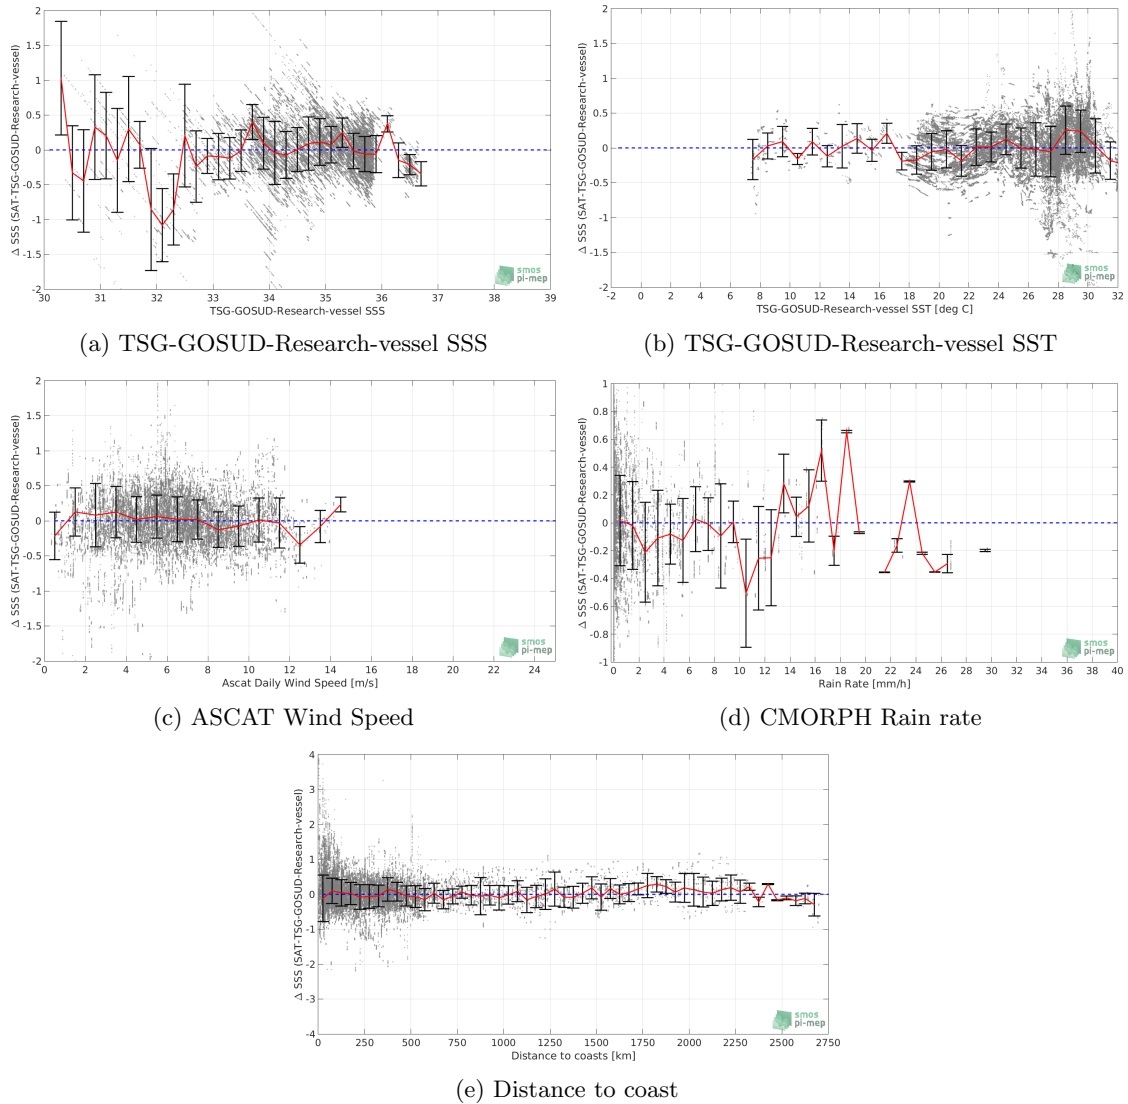 2
1.5
1
0.5
0
-0.5
-1
-1.5
-2
Δ SSS (SAT-TSG-GOSUD-Research-vessel)
30 31 32 33 34 35 36 37 38 39
TSG-GOSUD-Research-vessel SSS
smos
pi-mep
(a) TSG-GOSUD-Research-vessel SSS
2
1.5
1
0.5
0
-0.5
-1
-1.5
-2
Δ SSS (SAT-TSG-GOSUD-Research-vessel)
-2 0 2 4 6 8 10 12 14 16 18 20 22 24 26 28 30 32
TSG-GOSUD-Research-vessel SST [deg C]
smos
pi-mep
(b) TSG-GOSUD-Research-vessel SST
2
1.5
1
0.5
0
-0.5
-1
-1.5
-2
Δ SSS (SAT-TSG-GOSUD-Research-vessel)
0 2 4 6 8 10 12 14 16 18 20 22 24
Ascat Daily Wind Speed [m/s]
smos
pi-mep
(c) ASCAT Wind Speed
1
0.8
0.6
0.4
0.2
0
-0.2
-0.4
-0.6
-0.8
-1
Δ SSS (SAT-TSG-GOSUD-Research-vessel)
0 2 4 6 8 10 12 14 16 18 20 22 24 26 28 30 32 34 36 38 40
Rain Rate [mm/h]
smos
pi-mep
(d) CMORPH Rain rate
4
3
2
1
0
-1
-2
-3
-4
Δ SSS (SAT-TSG-GOSUD-Research-vessel)
0 250 500 750 1000 1250 1500 1750 2000 2250 2500 2750
Distance to coasts [km]
smos
pi-mep
(e) Distance to coast